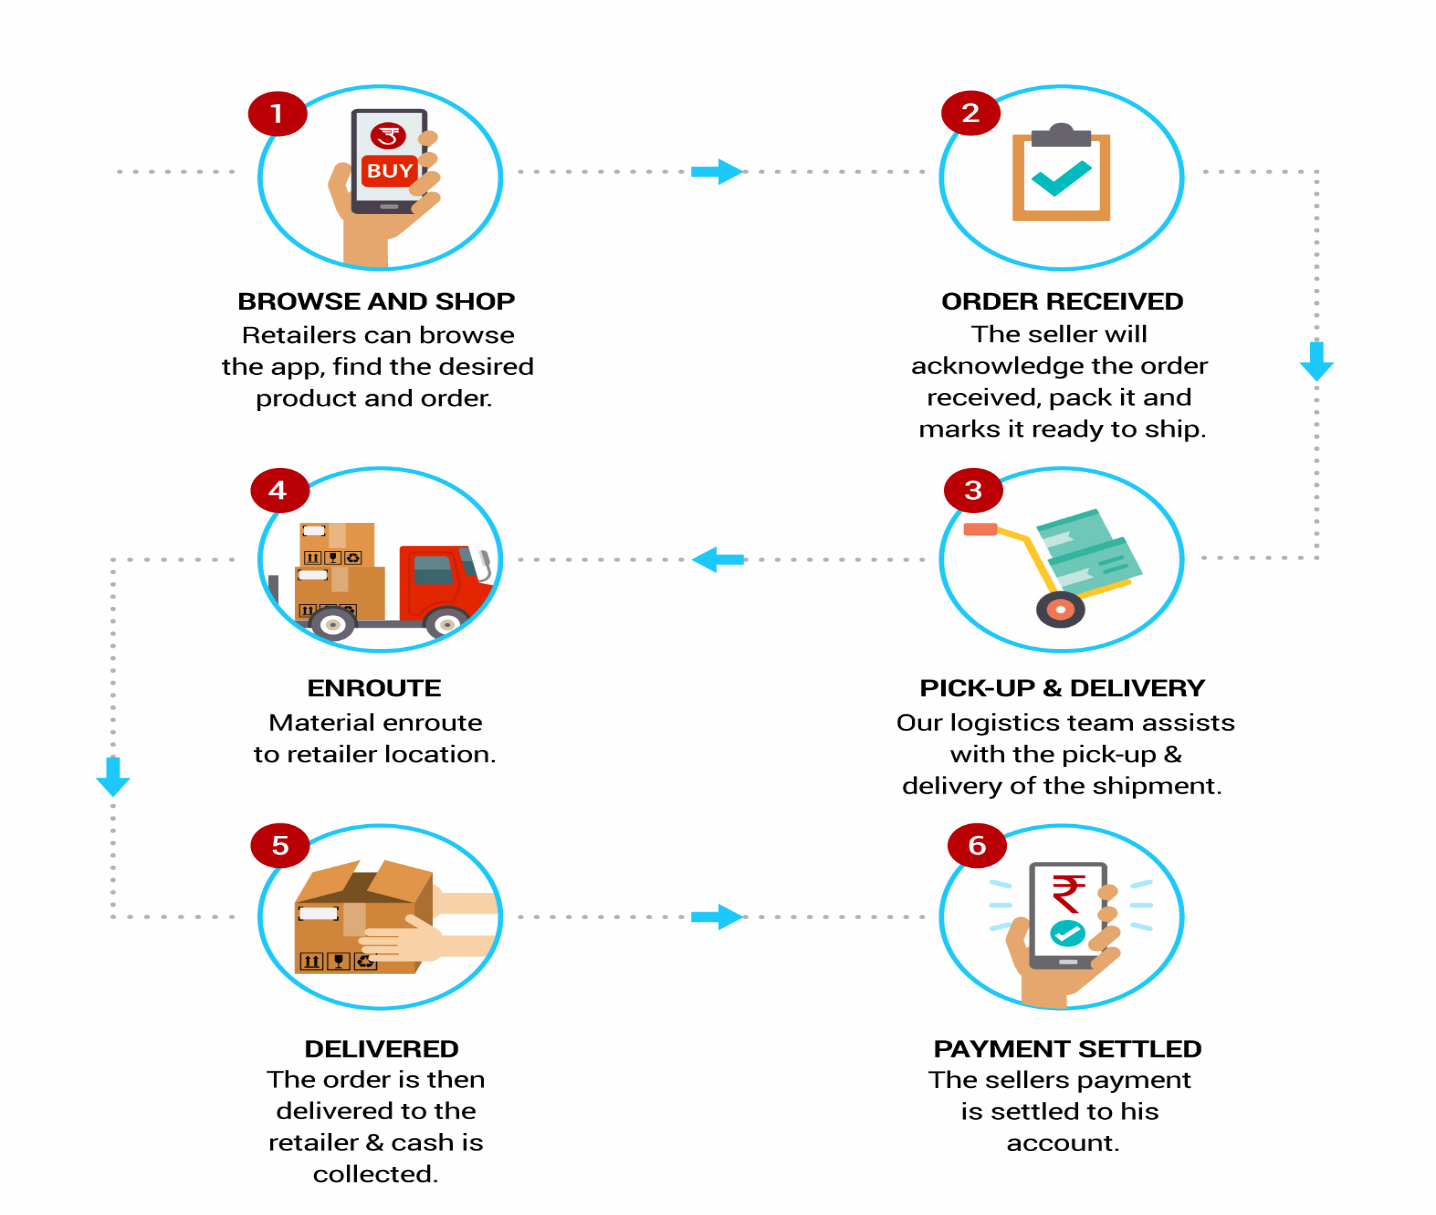 1
उ
BUY
BROWSE AND SHOP
Retailers can browse
the app, find the desired
product and order.
2
ORDER RECEIVED
The seller will
acknowledge the order
received, pack it and
marks it ready to ship.
3
PICK-UP & DELIVERY
Our logistics team assists
with the pick-up &
delivery of the shipment.
4
ENROUTE
Material enroute
to retailer location.
5
DELIVERED
The order is then
delivered to the
retailer & cash is
collected.
6
₹
PAYMENT SETTLED
The sellers payment
is settled to his
account.